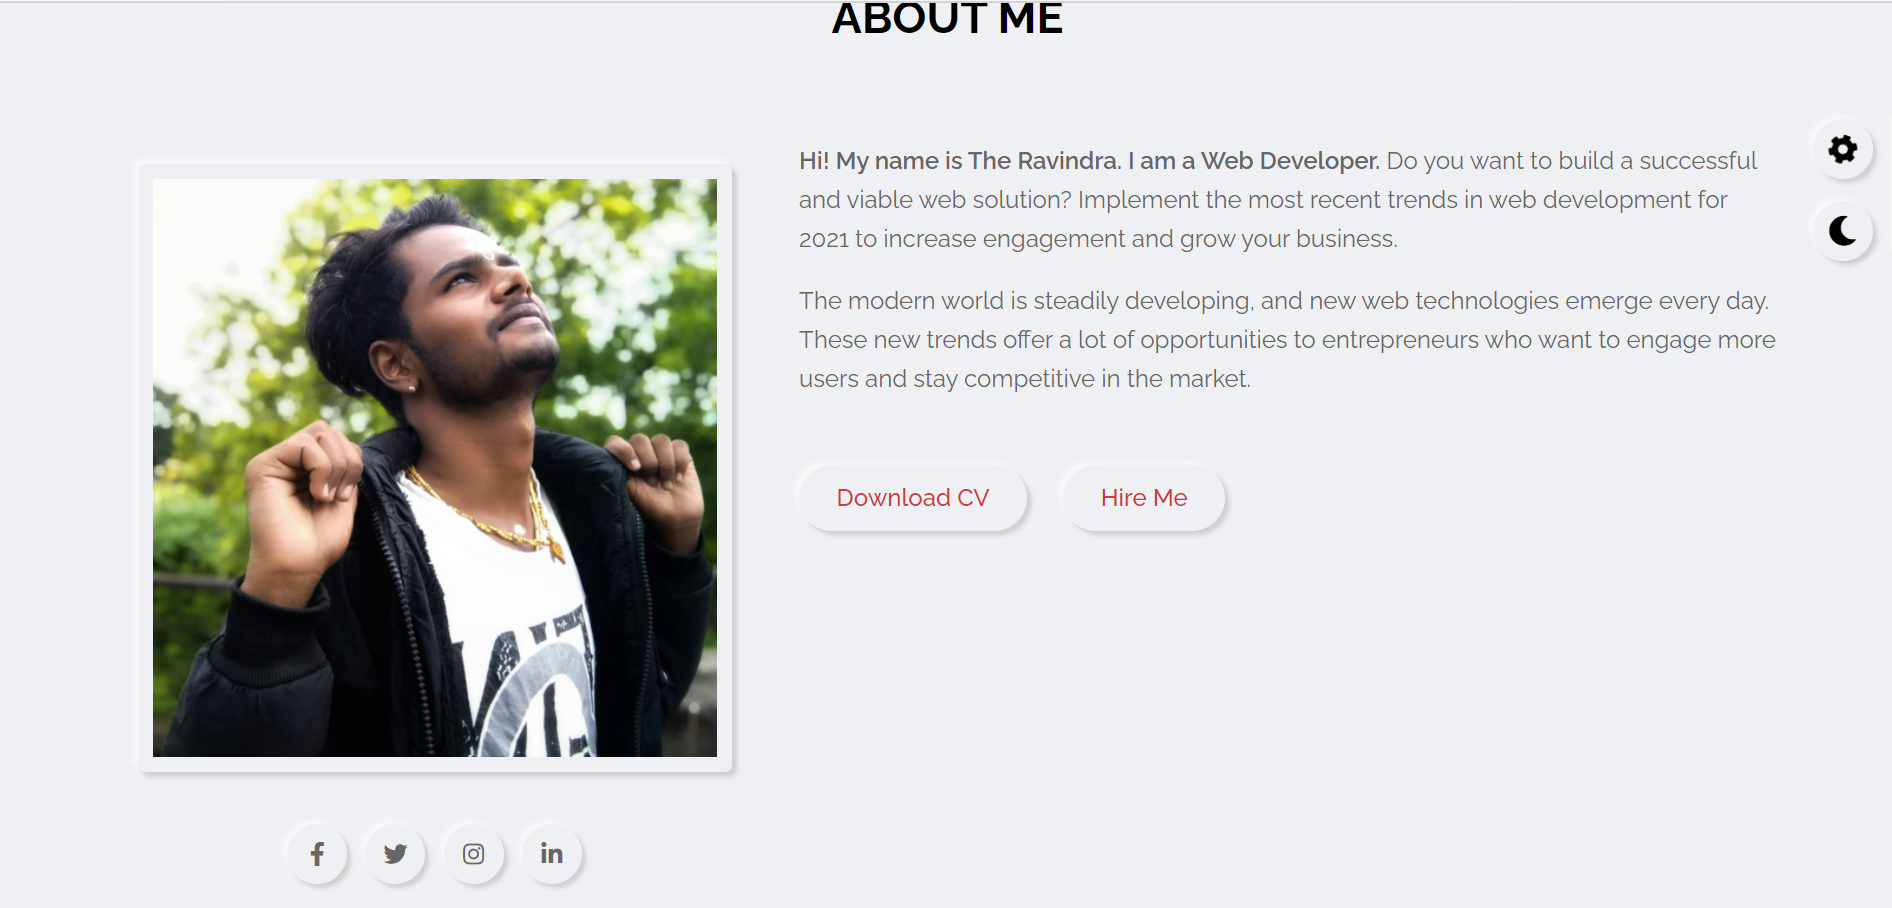 ABOUT ME
Hi! My name is The Ravindra. I am a Web Developer. Do you want to build a successful
and viable web solution? Implement the most recent trends in web development for
2021 to increase engagement and grow your business.
The modern world is steadily developing, and new web technologies emerge every day.
These new trends offer a lot of opportunities to entrepreneurs who want to engage more
users and stay competitive in the market.
Download CV
Hire Me